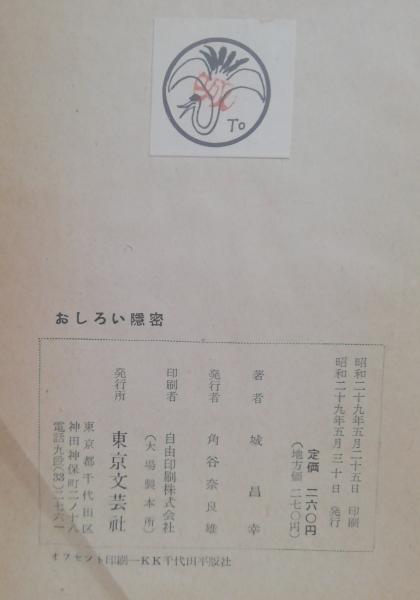 To
おしろい隠密
昭和二十九年五月二十五日 印刷
昭和二十九年五月三十日 発行
定価 二六〇円
(地方価 二七〇円)
著者 城昌幸
発行者 角谷奈良雄
印刷者 自由印刷株式会社
(大場製本所)
発行所 東京文芸社
東京都千代田区
神田神保町二ノ十八
電話九段(33)二七六一
オフセツト印刷—KK千代田平版社